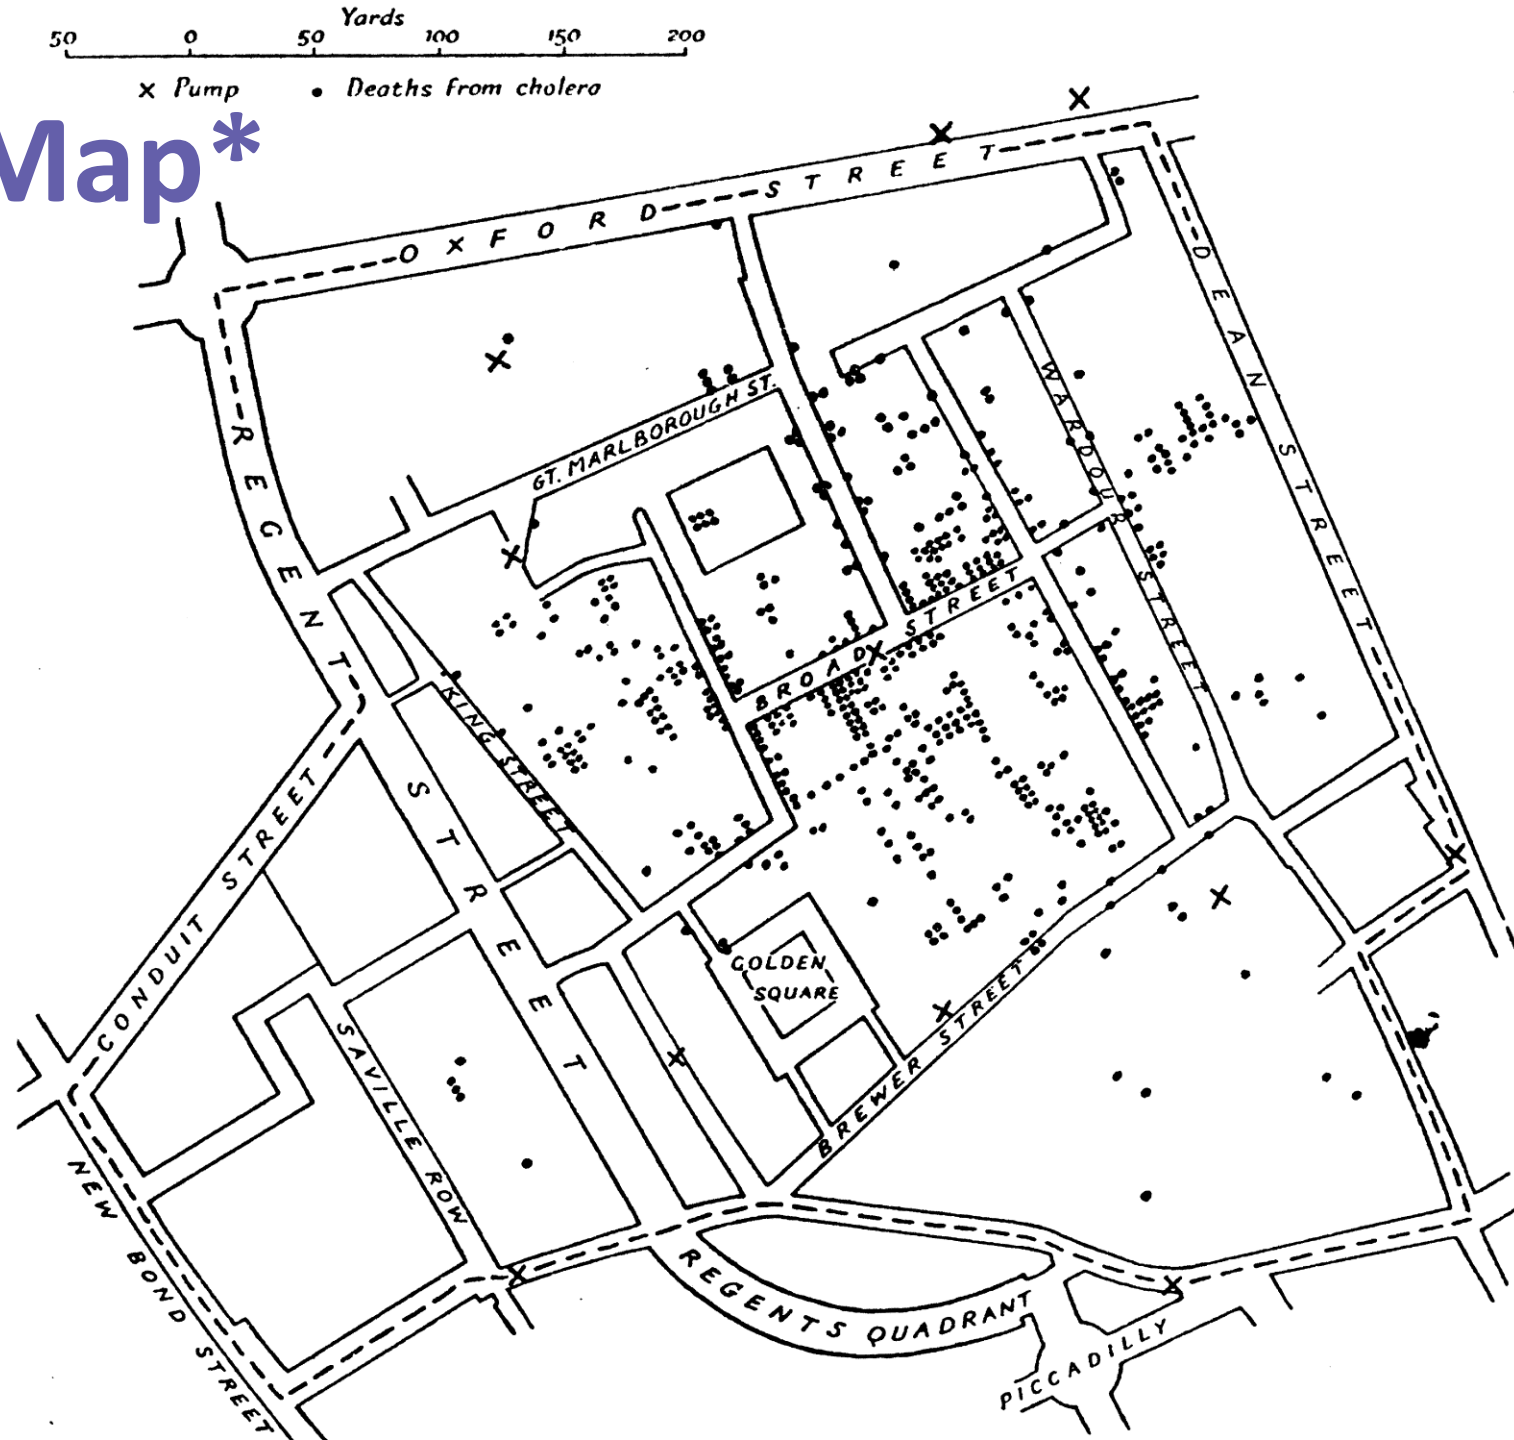 Yards
50 0 50 100 150 200
x Pump • Deaths from cholera
Map*
OXFORD STREET
DEAN STREET
REGENT STREET
GT. MARLBOROUGH ST.
WARDOUR STREET
BROAD STREET
KING STREET
CONDUIT STREET
GOLDEN
SQUARE
BREWER STREET
SAVILLE ROW
NEW BOND STREET
REGENTS QUADRANT
PICCADILLY